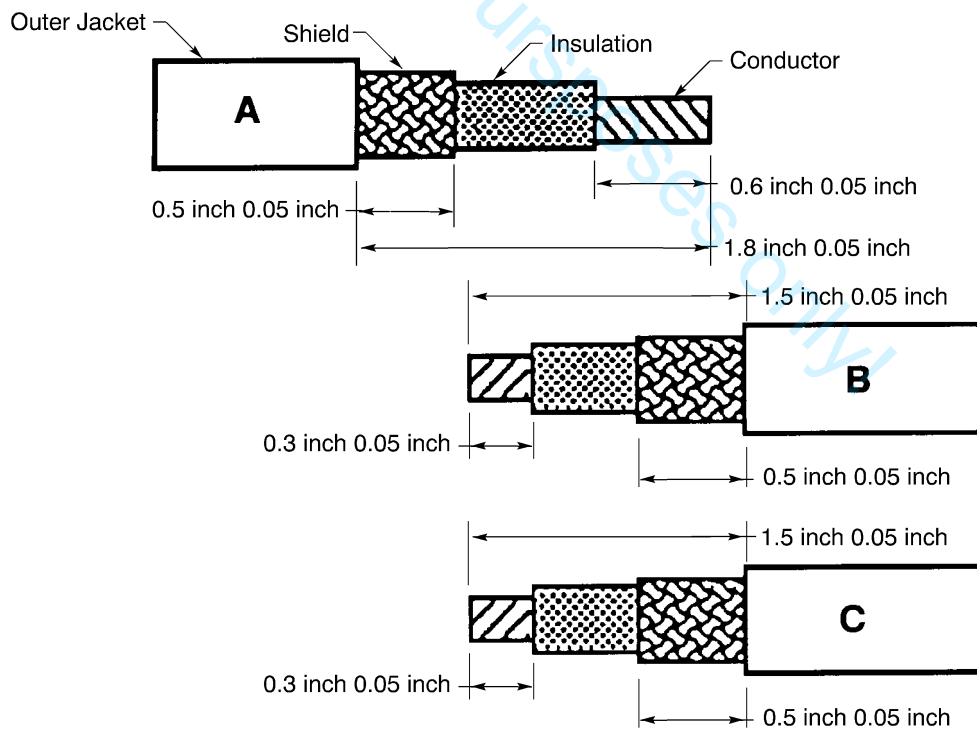 Outer Jacket
Shield
Insulation
Conductor
A
0.6 inch 0.05 inch
0.5 inch 0.05 inch
1.8 inch 0.05 inch
1.5 inch 0.05 inch
B
0.3 inch 0.05 inch
0.5 inch 0.05 inch
1.5 inch 0.05 inch
C
0.3 inch 0.05 inch
0.5 inch 0.05 inch
ursposes only!